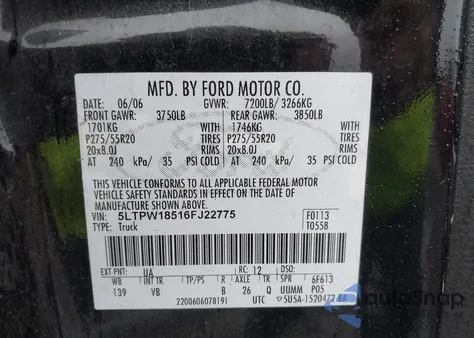 MFD. BY FORD MOTOR CO.
DATE: 06/06 GVWR: 7200LB/ 3266KG
FRONT GAWR: 3750LB REAR GAWR: 3850LB
1701KG WITH 1746KG WITH
P275/55R20 TIRES P275/55R20 TIRES
20x8.0J RIMS 20x8.0J RIMS
AT 240 kPa/ 35 PSI COLD AT 240 kPa/ 35 PSI COLD
THIS VEHICLE CONFORMS TO ALL APPLICABLE FEDERAL MOTOR
VEHICLE SAFETY STANDARDS IN EFFECT ON THE DATE OF
MANUFACTURE SHOWN ABOVE.
VIN: 5LTPW18516FJ22775 F0113
TYPE: Truck T0558
EXT PNT: UA RC: 12 DSO:
WB INT TR TP/PS R AXLE TR SPR 6F613
139 VB B 26 Q UUMM P05
2200606078191 UTC 5U5A-1520472-BA
AutoSnap